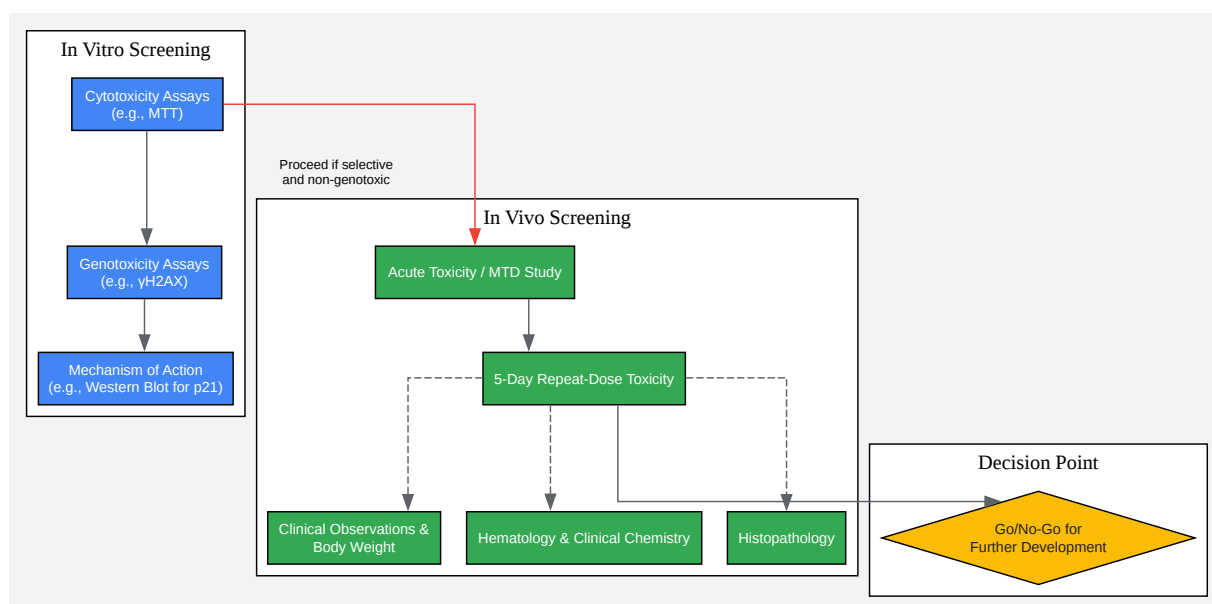 In Vitro Screening
Cytotoxicity Assays
(e.g., MTT)
Genotoxicity Assays
(e.g., γH2AX)
Mechanism of Action
(e.g., Western Blot for p21)
Proceed if selective
and non-genotoxic
In Vivo Screening
Acute Toxicity / MTD Study
5-Day Repeat-Dose Toxicity
Clinical Observations &
Body Weight
Hematology & Clinical Chemistry
Histopathology
Decision Point
Go/No-Go for
Further Development